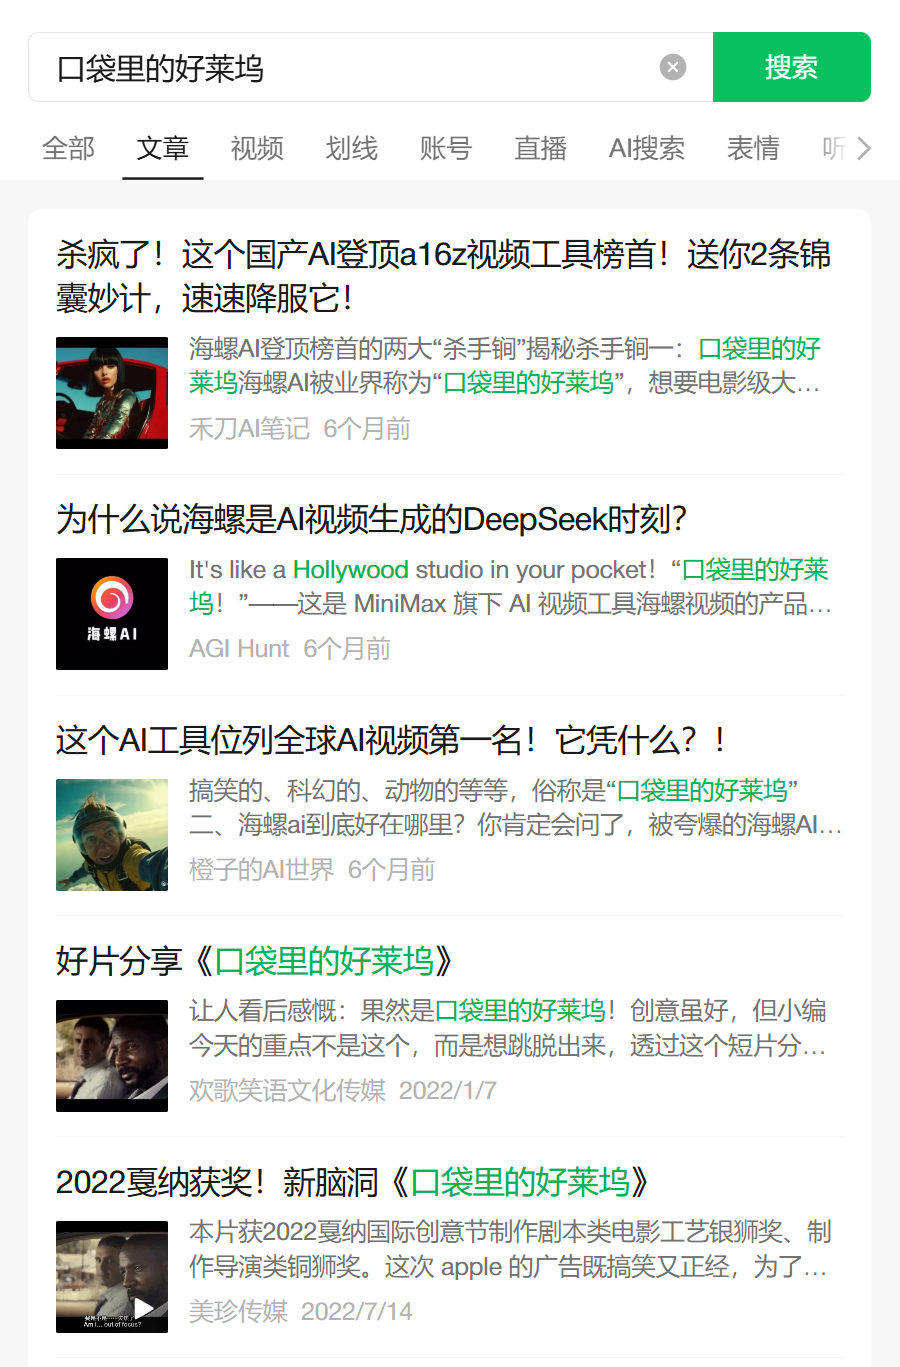 口袋里的好莱坞
搜索
全部 文章 视频 划线 账号 直播 AI搜索 表情 听
杀疯了！这个国产AI登顶a16z视频工具榜首！送你2条锦
囊妙计，速速降服它！
海螺AI登顶榜首的两大“杀手锏”揭秘杀手锏一：口袋里的好
莱坞海螺AI被业界称为“口袋里的好莱坞”，想要电影级大…
禾刀AI笔记 6个月前
为什么说海螺是AI视频生成的DeepSeek时刻？
It's like a Hollywood studio in your pocket！“口袋里的好莱
坞！”——这是 MiniMax 旗下 AI 视频工具海螺视频的产品…
海螺AI
AGI Hunt 6个月前
这个AI工具位列全球AI视频第一名！它凭什么？！
搞笑的、科幻的、动物的等等，俗称是“口袋里的好莱坞”
二、海螺ai到底好在哪里？你肯定会问了，被夸爆的海螺AI…
橙子的AI世界 6个月前
好片分享《口袋里的好莱坞》
让人看后感慨：果然是口袋里的好莱坞！创意虽好，但小编
今天的重点不是这个，而是想跳脱出来，透过这个短片分…
欢歌笑语文化传媒 2022/1/7
2022戛纳获奖！新脑洞《口袋里的好莱坞》
本片获2022戛纳国际创意节制作剧本类电影工艺银狮奖、制
作导演类铜狮奖。这次 apple 的广告既搞笑又正经，为了…
Am I... out of focus?
美珍传媒 2022/7/14